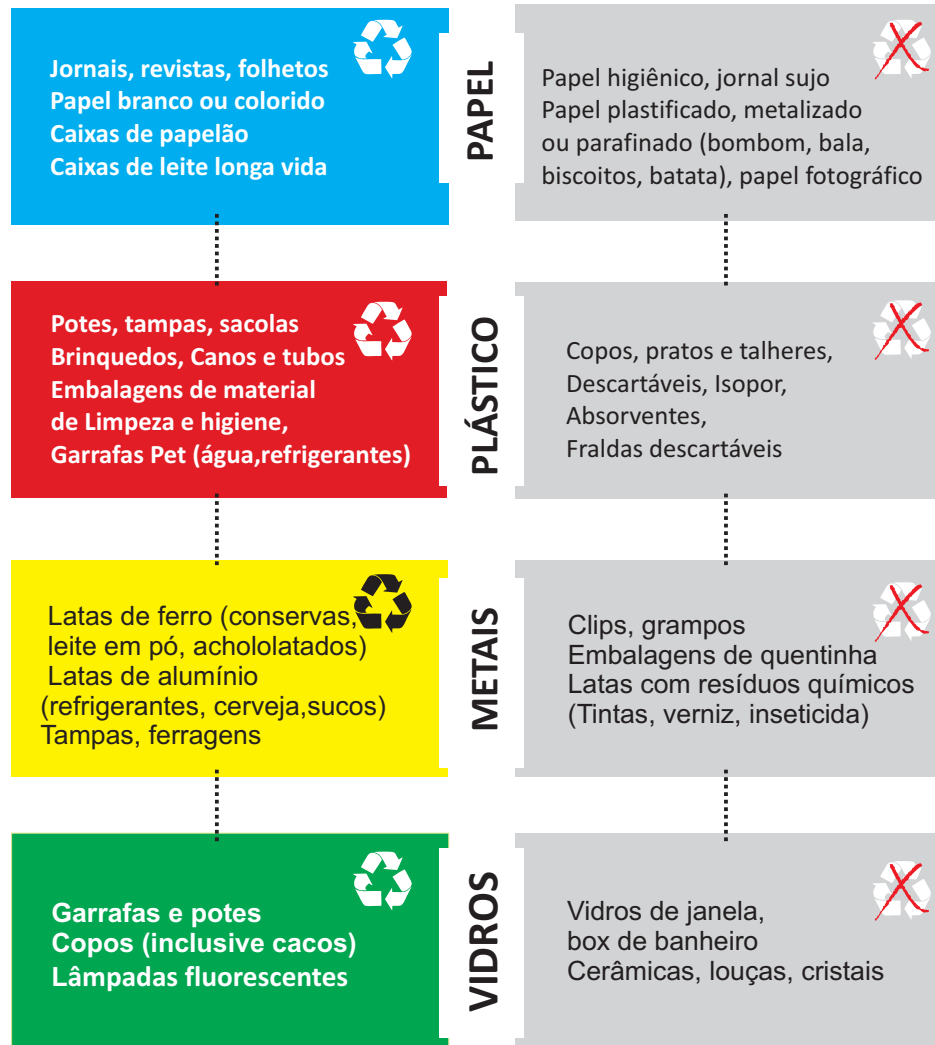 Jornais, revistas, folhetos
Papel branco ou colorido
Caixas de papelão
Caixas de leite longa vida
PAPEL
Papel higiênico, jornal sujo
Papel plastificado, metalizado
ou parafinado (bombom, bala,
biscoitos, batata), papel fotográfico
Potes, tampas, sacolas
Brinquedos, Canos e tubos
Embalagens de material
de Limpeza e higiene,
Garrafas Pet (água,refrigerantes)
PLÁSTICO
Copos, pratos e talheres,
Descartáveis, Isopor,
Absorventes,
Fraldas descartáveis
Latas de ferro (conservas,
leite em pó, achololatados)
Latas de alumínio
(refrigerantes, cerveja,sucos)
Tampas, ferragens
METAIS
Clips, grampos
Embalagens de quentinha
Latas com resíduos químicos
(Tintas, verniz, inseticida)
Garrafas e potes
Copos (inclusive cacos)
Lâmpadas fluorescentes
VIDROS
Vidros de janela,
box de banheiro
Cerâmicas, louças, cristais